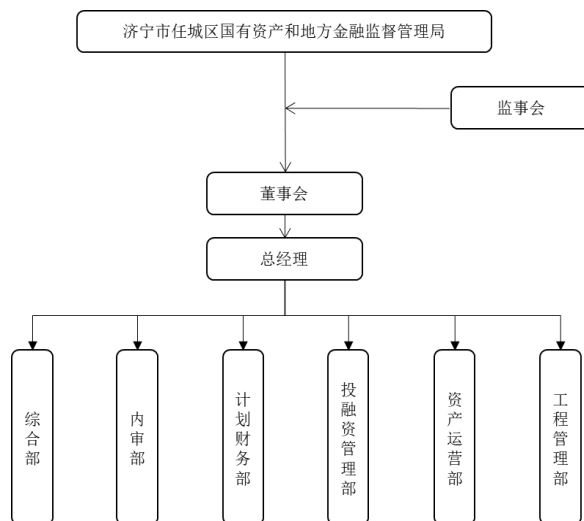 济宁市任城区国有资产和地方金融监督管理局
监事会
董事会
总经理
综合部
内审部
计划财务部
投融资管理部
资产运营部
工程管理部